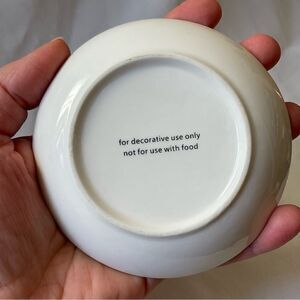 for decorative use only
not for use with food